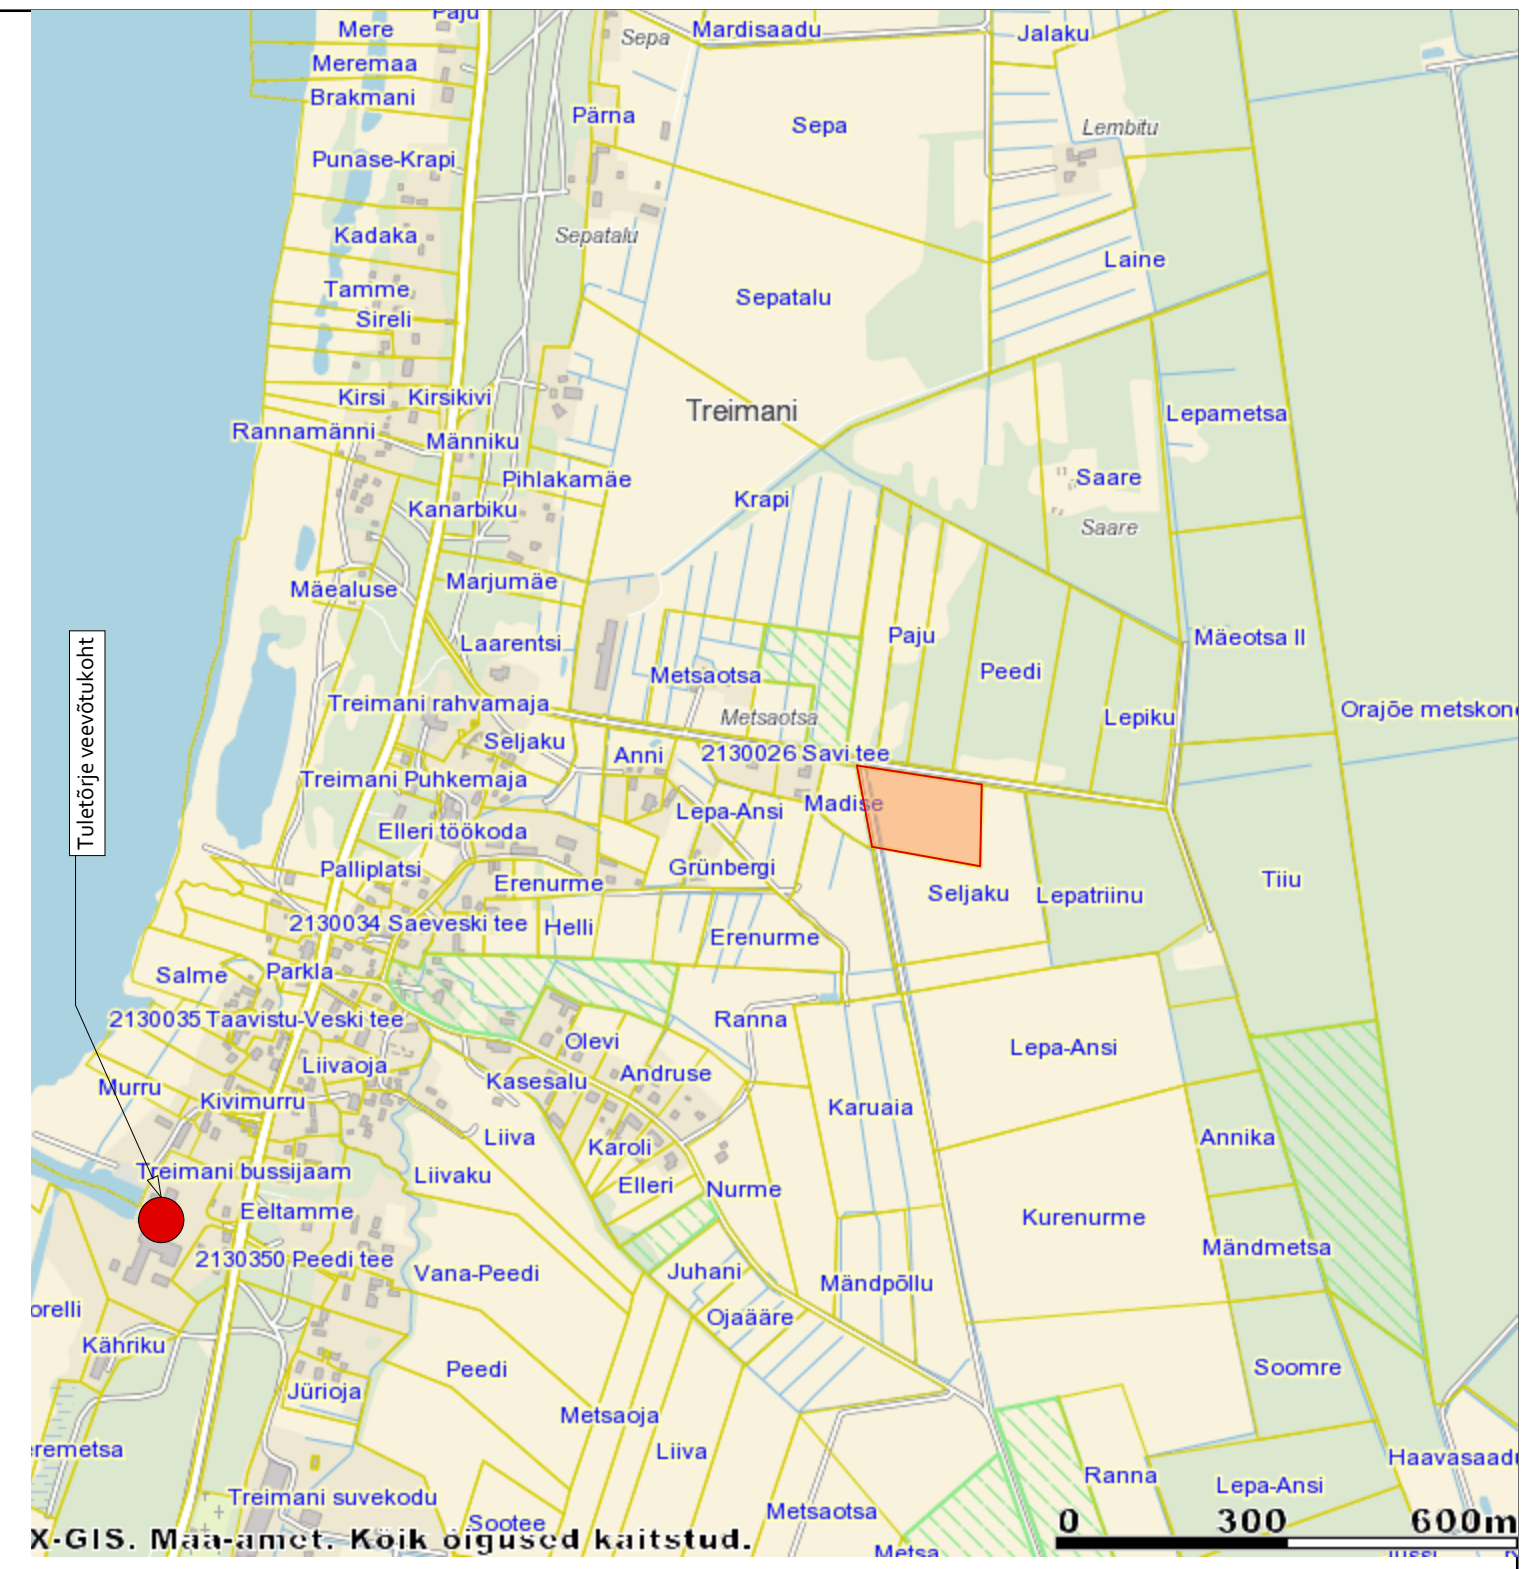 Paju
Mere
Sepa
Mardisaadu
Jalaku
Meremaa
Brakmani
Pärna
Sepa
Lembitu
Punase-Krapi
Kadaka
Sepatalu
Laine
Tamme
Sepatalu
Sireli
Kirsi
Kirsikivi
Treimani
Lepametsa
Rannamänni
Männiku
Pihlakamäe
Saare
Kanarbiku
Krapi
Saare
Mäealuse
Marjumäe
Tuletõrje veevõtukoht
Laarentsi
Paju
Mäeotsa II
Metsaotsa
Peedi
Treimani rahvamaja
Metsaotsa
Lepiku
Orajõe metskond
Seljaku
Anni
2130026 Savi tee
Treimani Puhkemaja
Lepa-Ansi
Madise
Elleri töökoda
Palliplatsi
Erenurme
Grünbergi
Seljaku
Lepatriinu
Tiiu
2130034 Saeveski tee
Helli
Erenurme
Salme
Parkla
2130035 Taavistu-Veski tee
Ranna
Olevi
Lepa-Ansi
Liivaoja
Kasesalu
Andruse
Murru
Kivimurru
Karuaia
Liiva
Karoli
Annika
Treimani bussijaam
Liivaku
Elleri
Nurme
Eeltamme
Kurenurme
2130350 Peedi tee
Vana-Peedi
Juhani
Mändpõllu
Mändmetsa
orelli
Ojaääre
Kähriku
Peedi
Soomre
Jürioja
Metsaoja
eremetsa
Liiva
Haavasaadu
Ranna
Lepa-Ansi
Treimani suvekodu
Metsaotsa
Sootee
0 300 600m
X-GIS. Maa-amet. Kõik õigused kaitstud.
Metsa